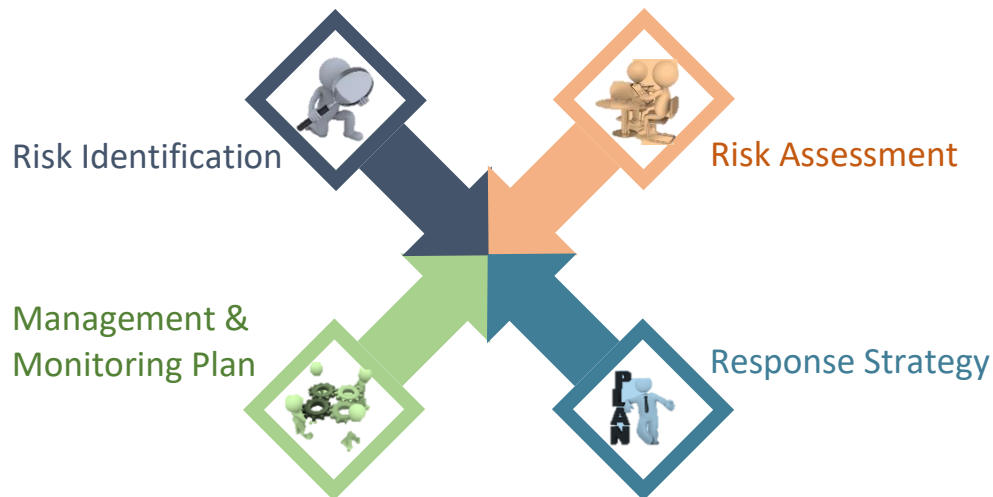 Risk Identification
Risk Assessment
Management &
Monitoring Plan
Response Strategy
PLAN